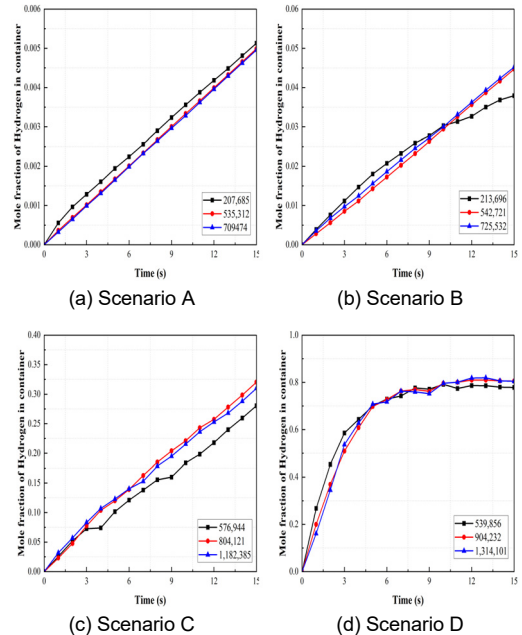 Mole fraction of Hydrogen in container
0.006
0.005
0.004
0.003
0.002
0.001
0.000
0 3 6 9 12 15
Time (s)
207,685
535,312
709474
(a) Scenario A
Mole fraction of Hydrogen in container
0.06
0.05
0.04
0.03
0.02
0.01
0.00
0 3 6 9 12 15
Time (s)
213,696
542,721
725,532
(b) Scenario B
Mole fraction of Hydrogen in container
0.40
0.35
0.30
0.25
0.20
0.15
0.10
0.05
0.00
0 3 6 9 12 15
Time (s)
576,944
804,121
1,182,385
(c) Scenario C
Mole fraction of Hydrogen in container
1.0
0.8
0.6
0.4
0.2
0.0
0 3 6 9 12 15
Time (s)
539,856
904,232
1,314,101
(d) Scenario D